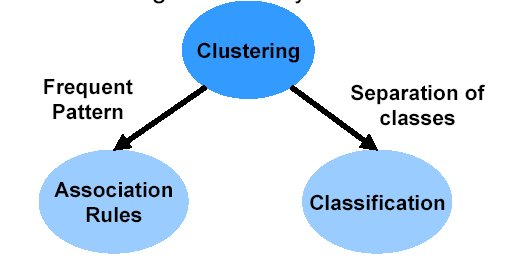 Clustering
Frequent
Pattern
Separation of
classes
Association
Rules
Classification